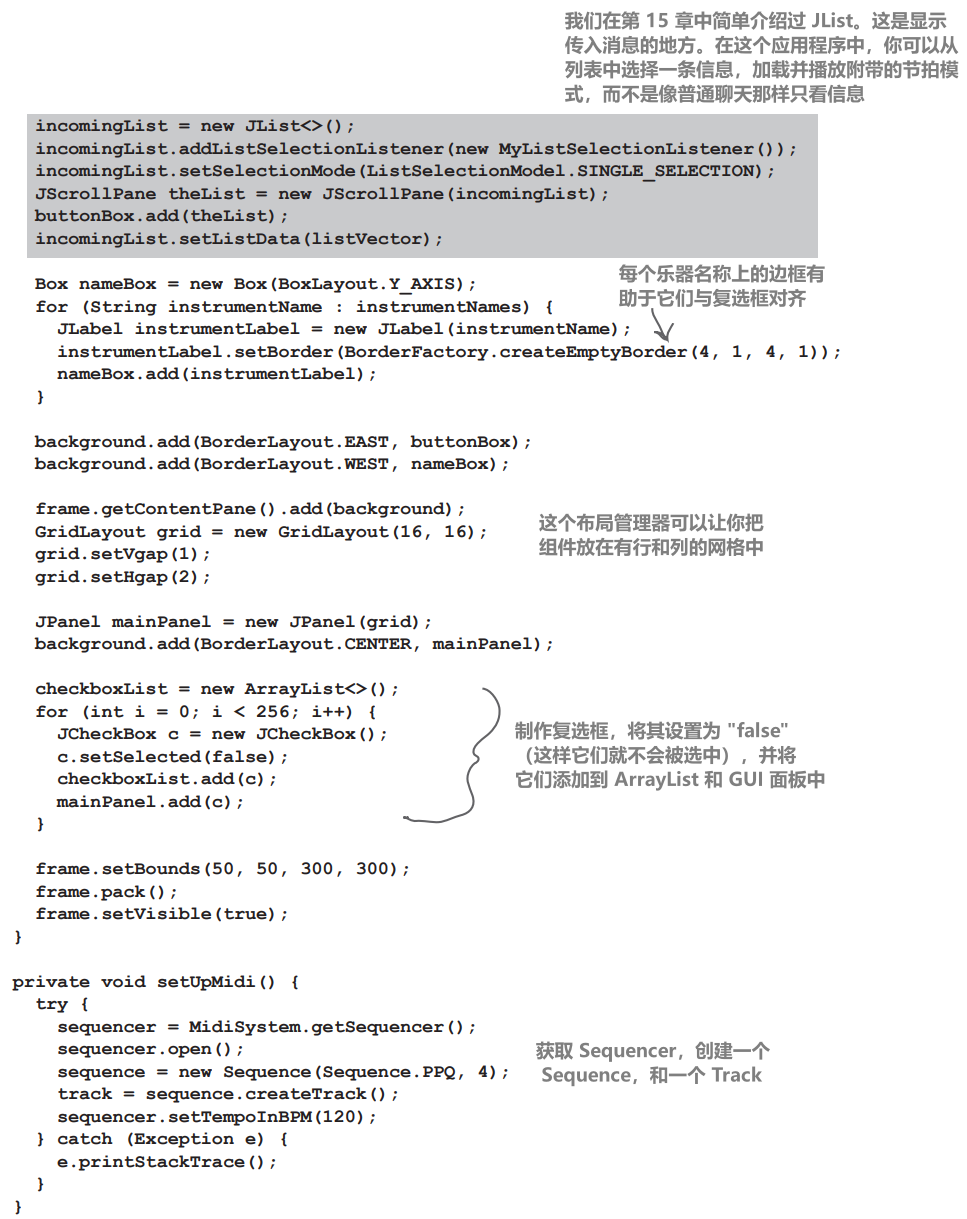 我们在第 15 章中简单介绍过 JList。这是显示
传入消息的地方。在这个应用程序中，你可以从
列表中选择一条信息，加载并播放附带的节拍模
式，而不是像普通聊天那样只看信息
incomingList = new JList<>();
incomingList.addListSelectionListener(new MyListSelectionListener());
incomingList.setSelectionMode(ListSelectionModel.SINGLE_SELECTION);
JScrollPane theList = new JScrollPane(incomingList);
buttonBox.add(theList);
incomingList.setListData(listVector);
每个乐器名称上的边框有
助于它们与复选框对齐
Box nameBox = new Box(BoxLayout.Y_AXIS);
for (String instrumentName : instrumentNames) {
JLabel instrumentLabel = new JLabel(instrumentName);
instrumentLabel.setBorder(BorderFactory.createEmptyBorder(4, 1, 4, 1));
nameBox.add(instrumentLabel);
}
background.add(BorderLayout.EAST, buttonBox);
background.add(BorderLayout.WEST, nameBox);
frame.getContentPane().add(background);
GridLayout grid = new GridLayout(16, 16);
grid.setVgap(1);
grid.setHgap(2);
这个布局管理器可以让你把
组件放在有行和列的网格中
JPanel mainPanel = new JPanel(grid);
background.add(BorderLayout.CENTER, mainPanel);
checkboxList = new ArrayList<>();
for (int i = 0; i < 256; i++) {
JCheckBox c = new JCheckBox();
c.setSelected(false);
checkboxList.add(c);
mainPanel.add(c);
}
制作复选框，将其设置为 "false"
（这样它们就不会被选中），并将
它们添加到 ArrayList 和 GUI 面板中
frame.setBounds(50, 50, 300, 300);
frame.pack();
frame.setVisible(true);
}
private void setUpMidi() {
try {
sequencer = MidiSystem.getSequencer();
sequencer.open();
sequence = new Sequence(Sequence.PPQ, 4);
track = sequence.createTrack();
sequencer.setTempoInBPM(120);
} catch (Exception e) {
e.printStackTrace();
}
}
获取 Sequencer，创建一个
Sequence，和一个 Track